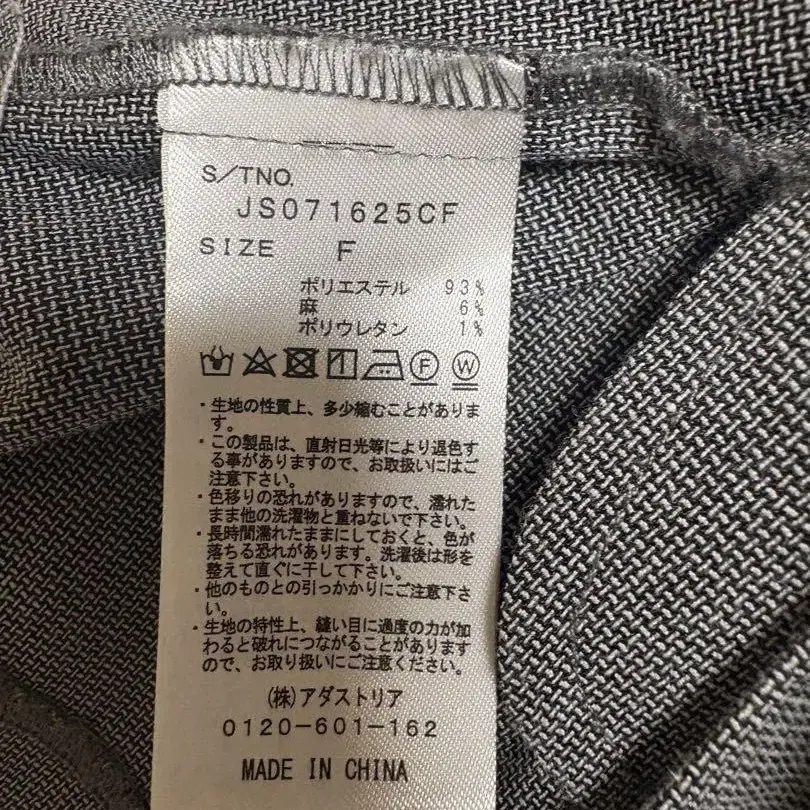 S/TNO.
JS071625CF
SIZE F
ポリエステル 93%
麻 6%
ポリウレタン 1%
F W
・生地の性質上、多少縮むことがありま
す。
・この製品は、直射日光等により退色す
る事がありますので、お取扱いにはご
注意下さい。
・色移りの恐れがありますので、濡れた
まま他の洗濯物と重ねないで下さい。
・長時間濡れたままにしておくと、色が
落ちる恐れがあります。洗濯後は形を
整えて直ぐに干して下さい。
・他のものとの引っかかりにご注意下さ
い。
・生地の特性上、縫い目に過度の力が加
わると破れにつながることがあります
ので、お取り扱いにご注意ください。
(株)アダストリア
0120-601-162
MADE IN CHINA